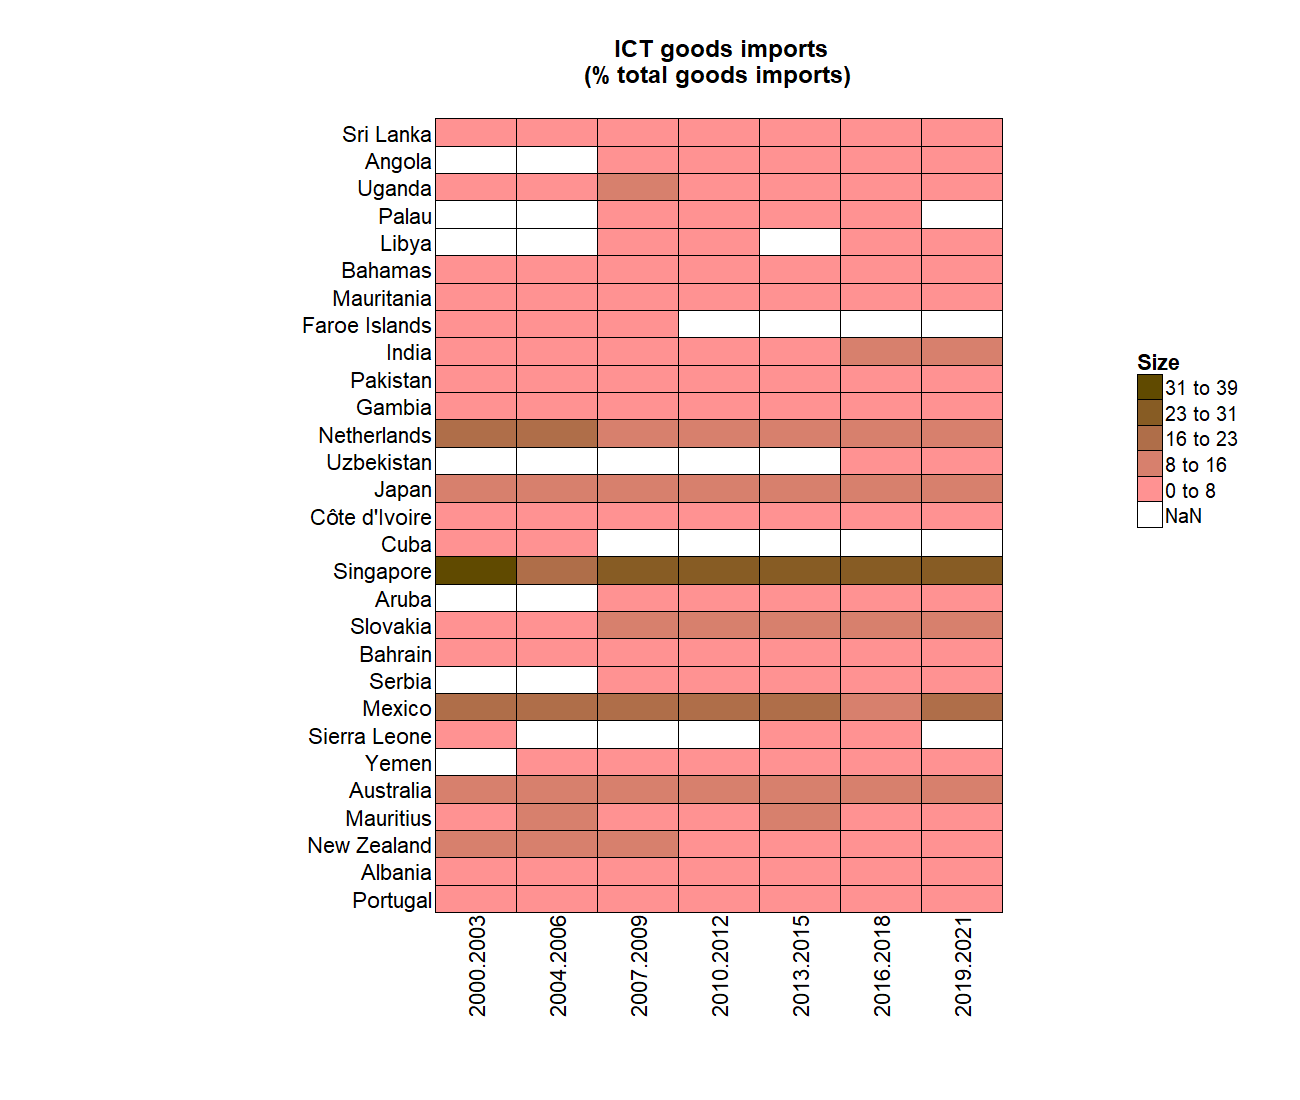 ICT goods imports
(% total goods imports)
Sri Lanka
Angola
Uganda
Palau
Libya
Bahamas
Mauritania
Faroe Islands
India
Pakistan
Gambia
Netherlands
Uzbekistan
Japan
Côte d'Ivoire
Cuba
Singapore
Aruba
Slovakia
Bahrain
Serbia
Mexico
Sierra Leone
Yemen
Australia
Mauritius
New Zealand
Albania
Portugal
2000.2003
2004.2006
2007.2009
2010.2012
2013.2015
2016.2018
2019.2021
Size
31 to 39
23 to 31
16 to 23
8 to 16
0 to 8
NaN